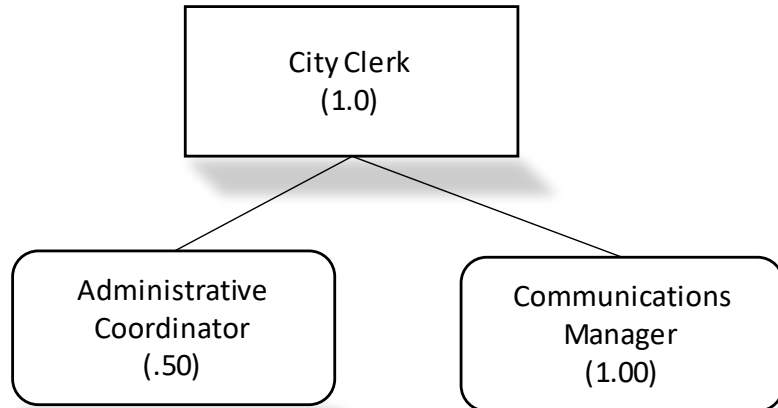 City Clerk
(1.0)
Administrative
Coordinator
(.50)
Communications
Manager
(1.00)